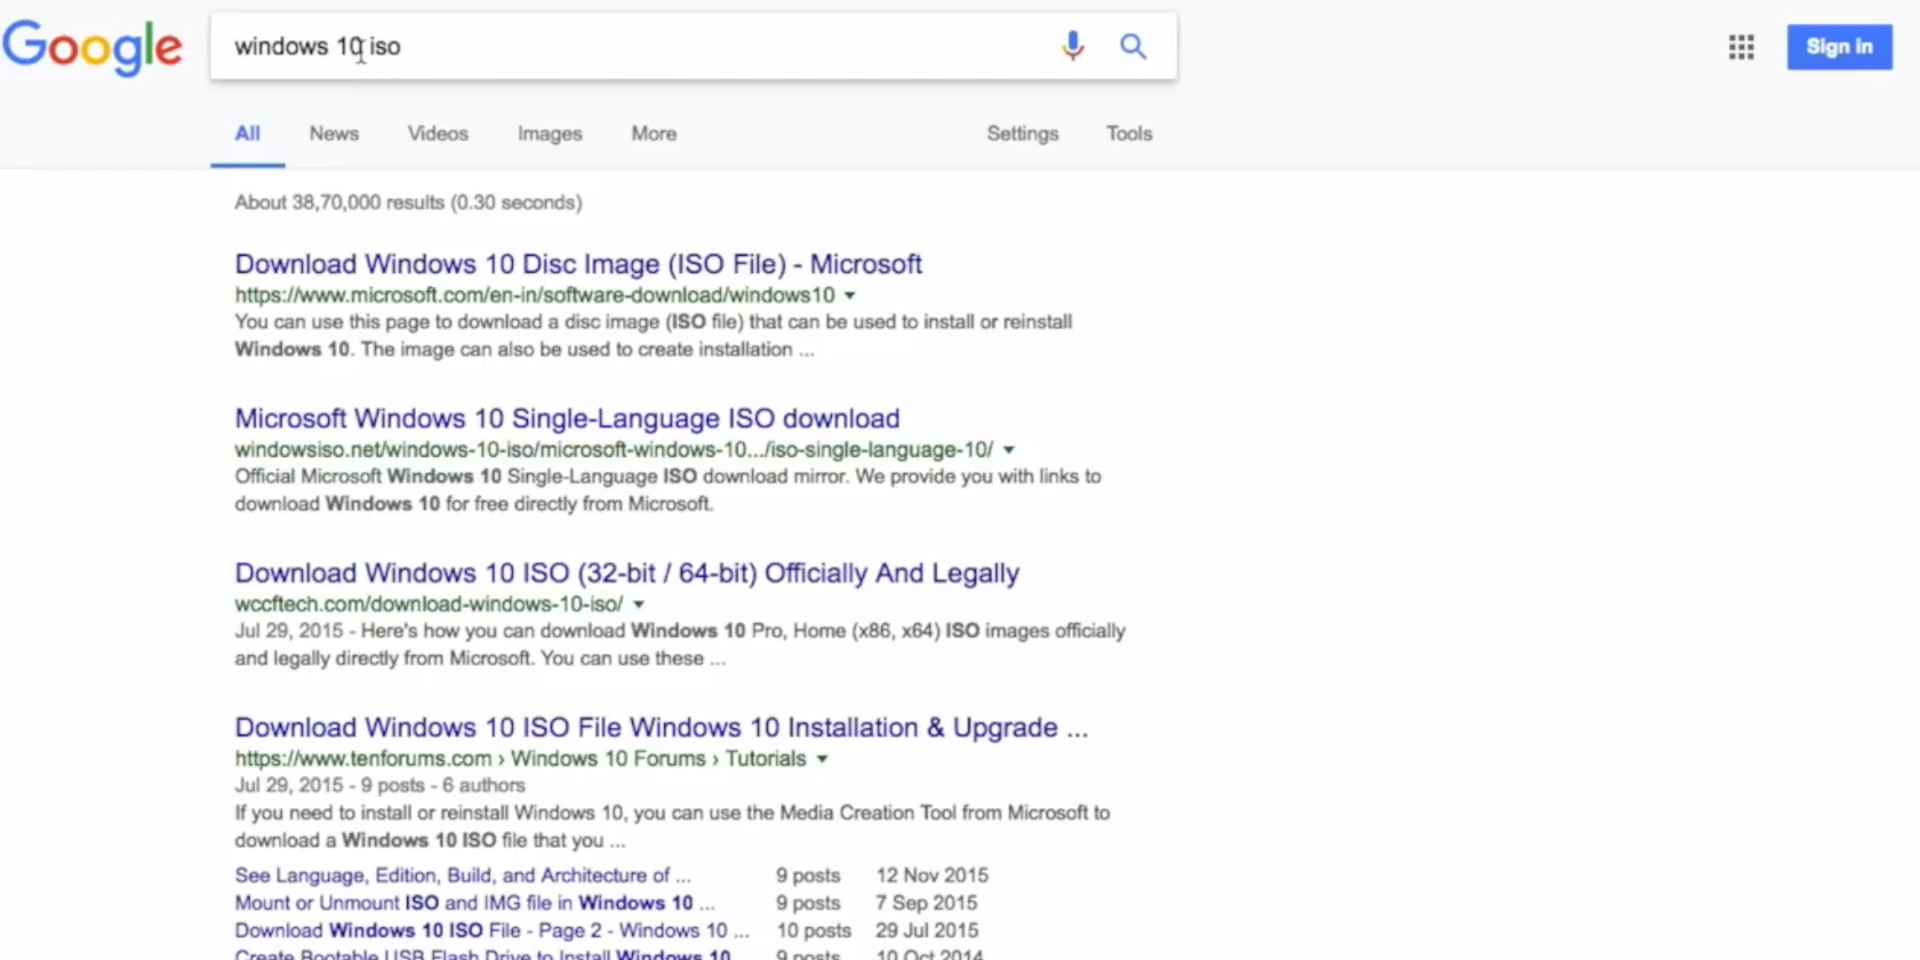 Google
windows 10 iso
Sign in
All News Videos Images More Settings Tools
About 38,70,000 results (0.30 seconds)
Download Windows 10 Disc Image (ISO File) - Microsoft
https://www.microsoft.com/en-in/software-download/windows10
You can use this page to download a disc image (ISO file) that can be used to install or reinstall
Windows 10. The image can also be used to create installation ...
Microsoft Windows 10 Single-Language ISO download
windowsiso.net/windows-10-iso/microsoft-windows-10.../iso-single-language-10/
Official Microsoft Windows 10 Single-Language ISO download mirror. We provide you with links to
download Windows 10 for free directly from Microsoft.
Download Windows 10 ISO (32-bit / 64-bit) Officially And Legally
wccftech.com/download-windows-10-iso/
Jul 29, 2015 - Here's how you can download Windows 10 Pro, Home (x86, x64) ISO images officially
and legally directly from Microsoft. You can use these ...
Download Windows 10 ISO File Windows 10 Installation & Upgrade ...
https://www.tenforums.com › Windows 10 Forums › Tutorials
Jul 29, 2015 - 9 posts - 6 authors
If you need to install or reinstall Windows 10, you can use the Media Creation Tool from Microsoft to
download a Windows 10 ISO file that you ...
See Language, Edition, Build, and Architecture of ... 9 posts 12 Nov 2015
Mount or Unmount ISO and IMG file in Windows 10 ... 9 posts 7 Sep 2015
Download Windows 10 ISO File - Page 2 - Windows 10 ... 10 posts 29 Jul 2015
Create Bootable USB Flash Drive to Install Windows 10 9 posts 10 Oct 2014